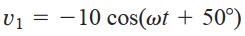 v₁ = −10 cos(ωt + 50°)